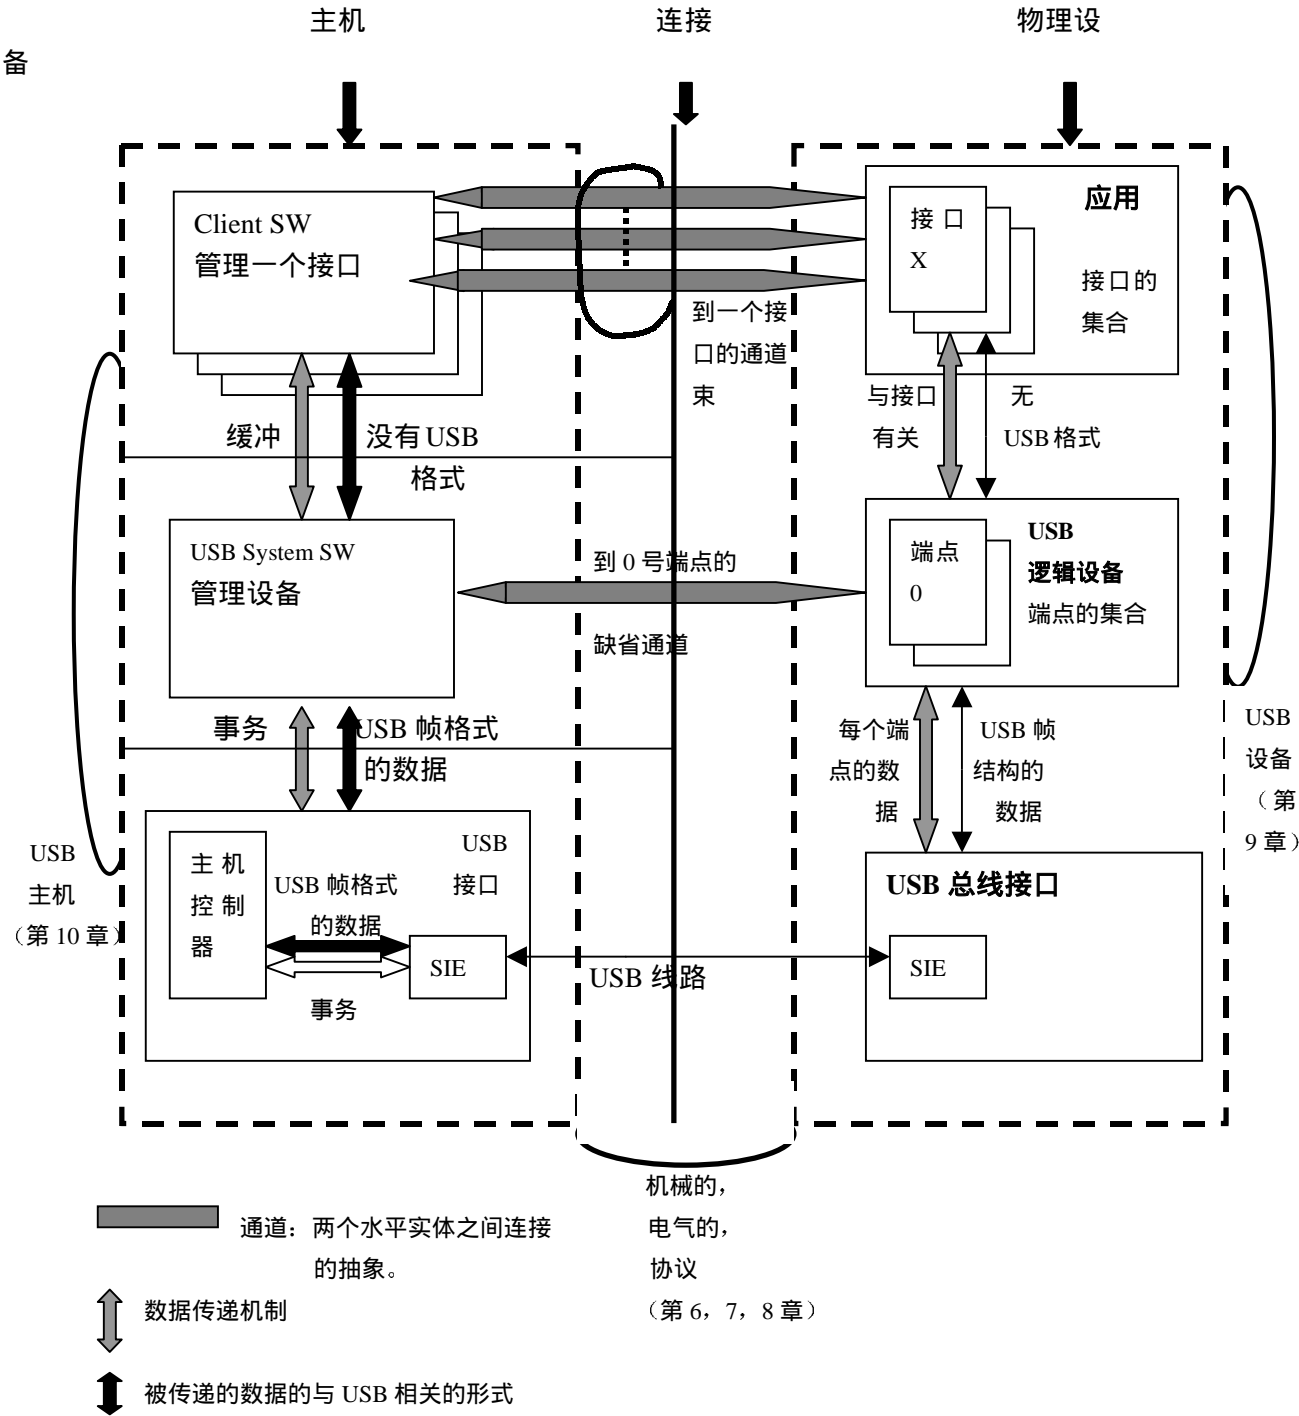 主机
连接
物理设
备
Client SW
管理一个接口
接 口
X
应用
接口的
集合
到一个接
口的通道
束
缓冲
没有 USB
格式
与接口
有关
无
USB 格式
USB System SW
管理设备
到 0 号端点的
缺省通道
端点
0
USB
逻辑设备
端点的集合
事务
USB 帧格式
的数据
每个端
点的数
据
USB 帧
结构的
数据
USB
设备
（ 第
9 章）
USB
主机
（第 10 章）
主 机
控 制
器
USB 帧格式
的数据
USB
接口
SIE
事务
USB 线路
USB 总线接口
SIE
机械的，
电气的，
协议
（第 6，7，8 章）
通道：两个水平实体之间连接
的抽象。
数据传递机制
被传递的数据的与 USB 相关的形式